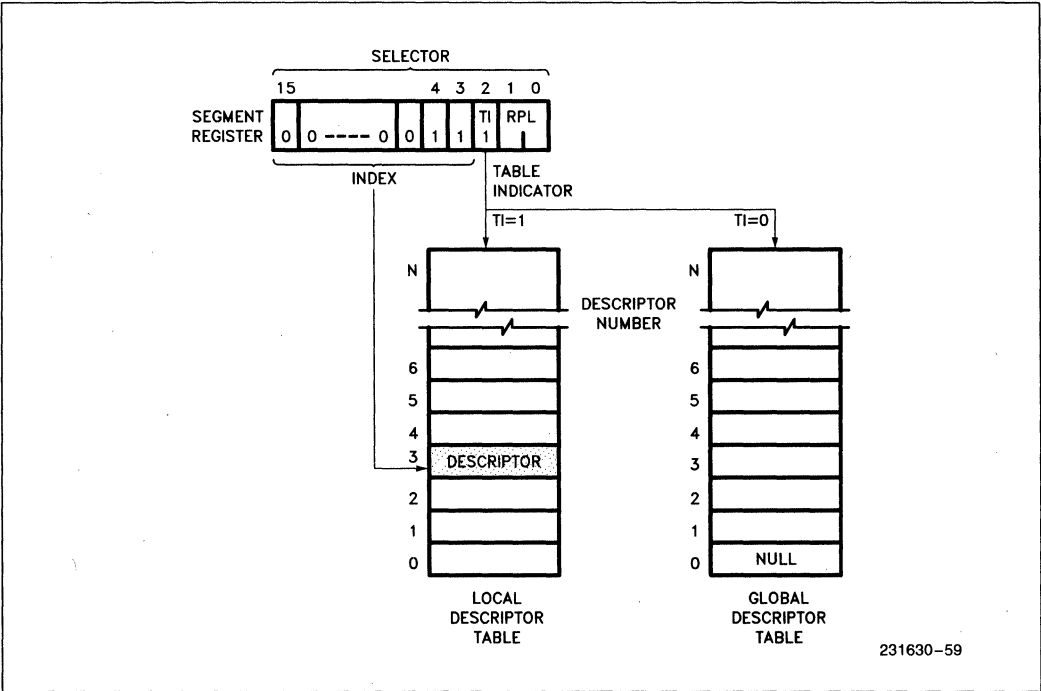 SELECTOR
15 4 3 2 1 0
SEGMENT REGISTER
TI RPL
0 0 ---- 0 0 1 1 1
INDEX
TABLE
INDICATOR
TI=1
TI=0
N
N
DESCRIPTOR
NUMBER
6
5
4
3
2
1
0
DESCRIPTOR
6
5
4
3
2
1
0
NULL
LOCAL
DESCRIPTOR
TABLE
GLOBAL
DESCRIPTOR
TABLE
231630-59